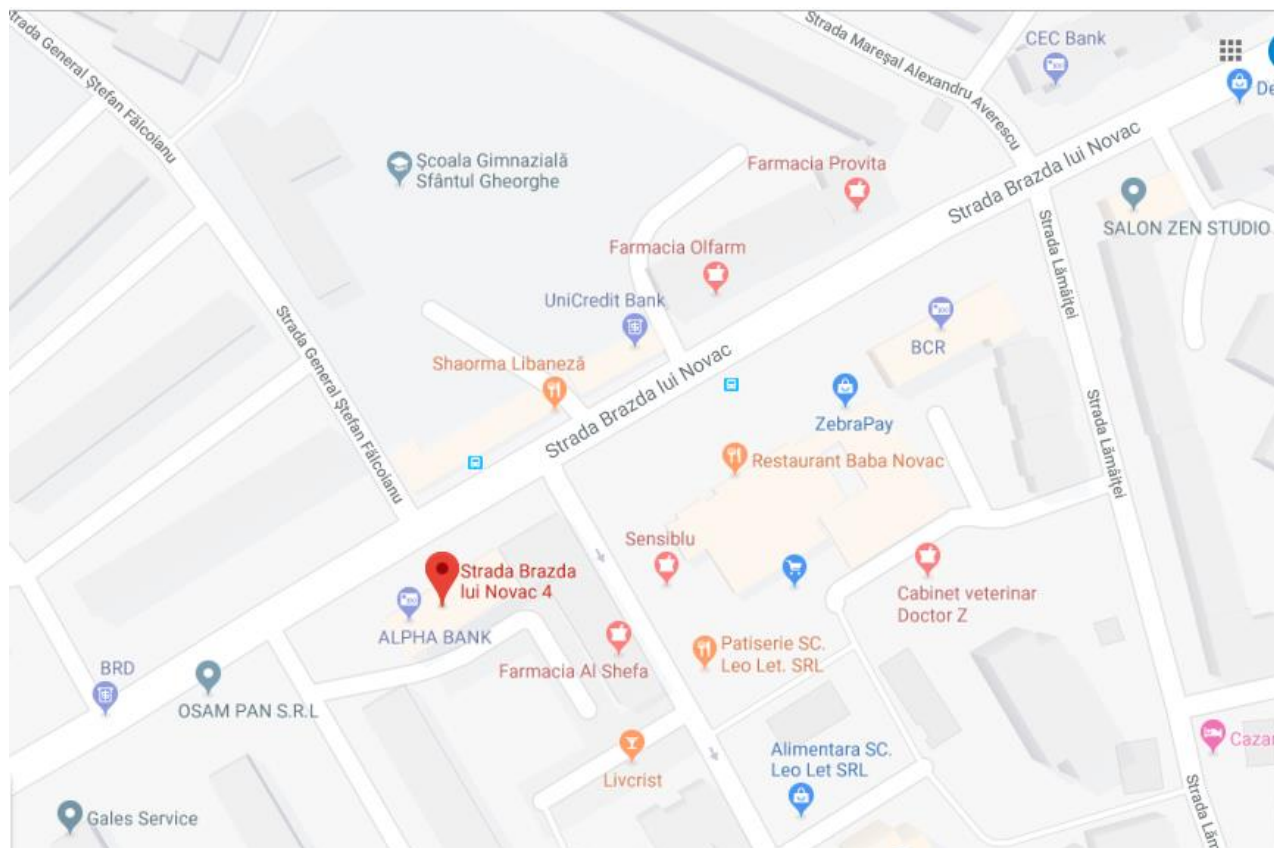 trada General Ștefan Fălcoianu
Strada Mareșal Alexandru Averescu
CEC Bank
De
Școala Gimnazială
Sfântul Gheorghe
Farmacia Provita
Strada Brazda lui Novac
SALON ZEN STUDIO
Farmacia Olfarm
Strada Lămâiței
UniCredit Bank
Strada General Ștefan Fălcoianu
BCR
Shaorma Libaneză
Strada Brazda lui Novac
ZebraPay
Strada Lămâiței
Restaurant Baba Novac
Sensiblu
Strada Brazda
lui Novac 4
Cabinet veterinar
Doctor Z
ALPHA BANK
Patiserie SC.
Leo Let. SRL
Farmacia Al Shefa
BRD
OSAM PAN S.R.L
Cazar
Alimentara SC.
Leo Let SRL
Livcrist
Gales Service
Strada Lăm